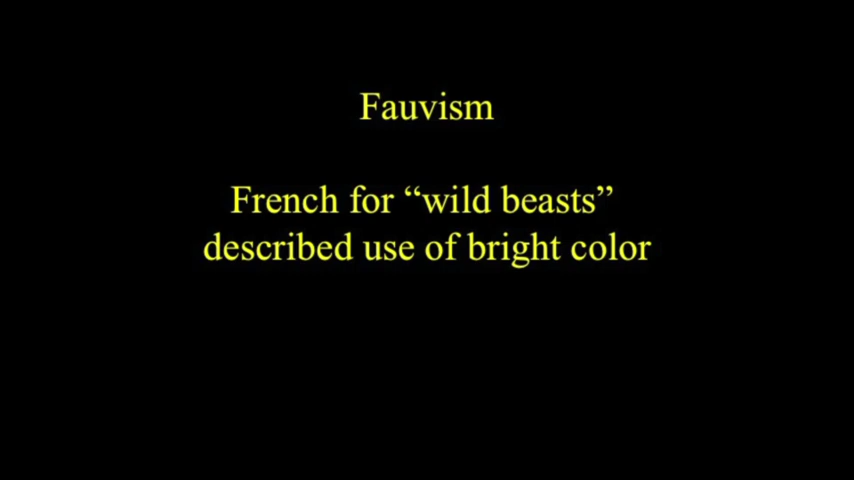 Fauvism
French for “wild beasts”
described use of bright color